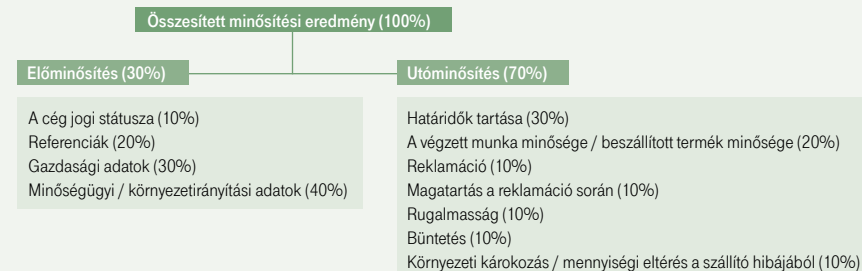 Összesített minősítési eredmény (100%)
Előminősítés (30%)
A cég jogi státusza (10%)
Referenciák (20%)
Gazdasági adatok (30%)
Minőségügyi / környezetirányítási adatok (40%)
Utóminősítés (70%)
Határidők tartása (30%)
A végzett munka minősége / beszállított termék minősége (20%)
Reklamáció (10%)
Magatartás a reklamáció során (10%)
Rugalmasság (10%)
Büntetés (10%)
Környezeti károkozás / mennyiségi eltérés a szállító hibájából (10%)